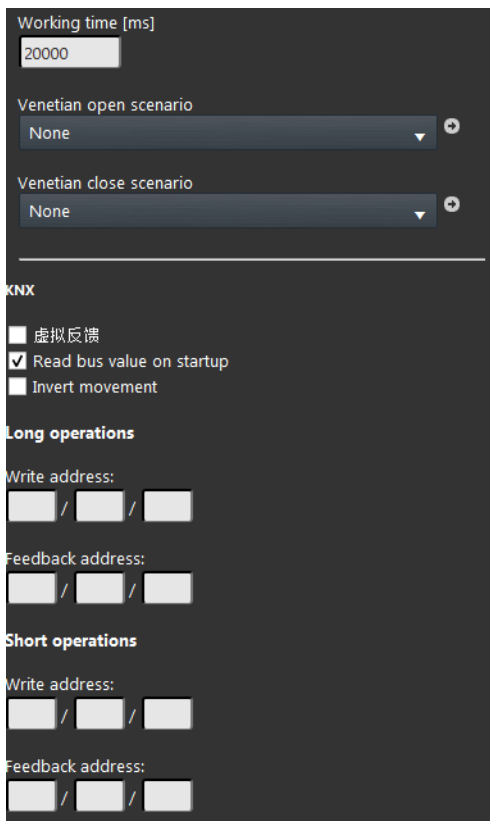 Working time [ms]
20000
Venetian open scenario
None
Venetian close scenario
None
KNX
虚拟反馈
Read bus value on startup
Invert movement
Long operations
Write address:
/ /
Feedback address:
/ /
Short operations
Write address:
/ /
Feedback address:
/ /